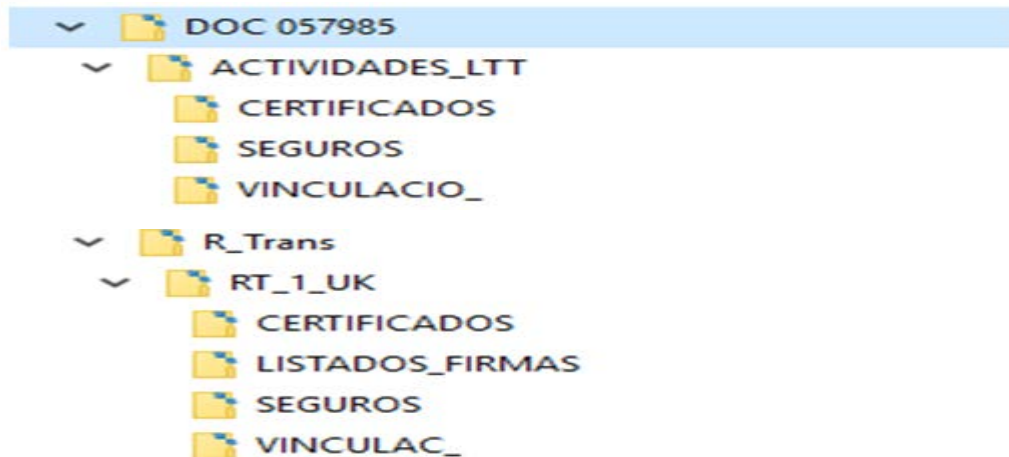 DOC 057985
ACTIVIDADES_LTT
CERTIFICADOS
SEGUROS
VINCULACIO_
R_Trans
RT_1_UK
CERTIFICADOS
LISTADOS_FIRMAS
SEGUROS
VINCULAC_